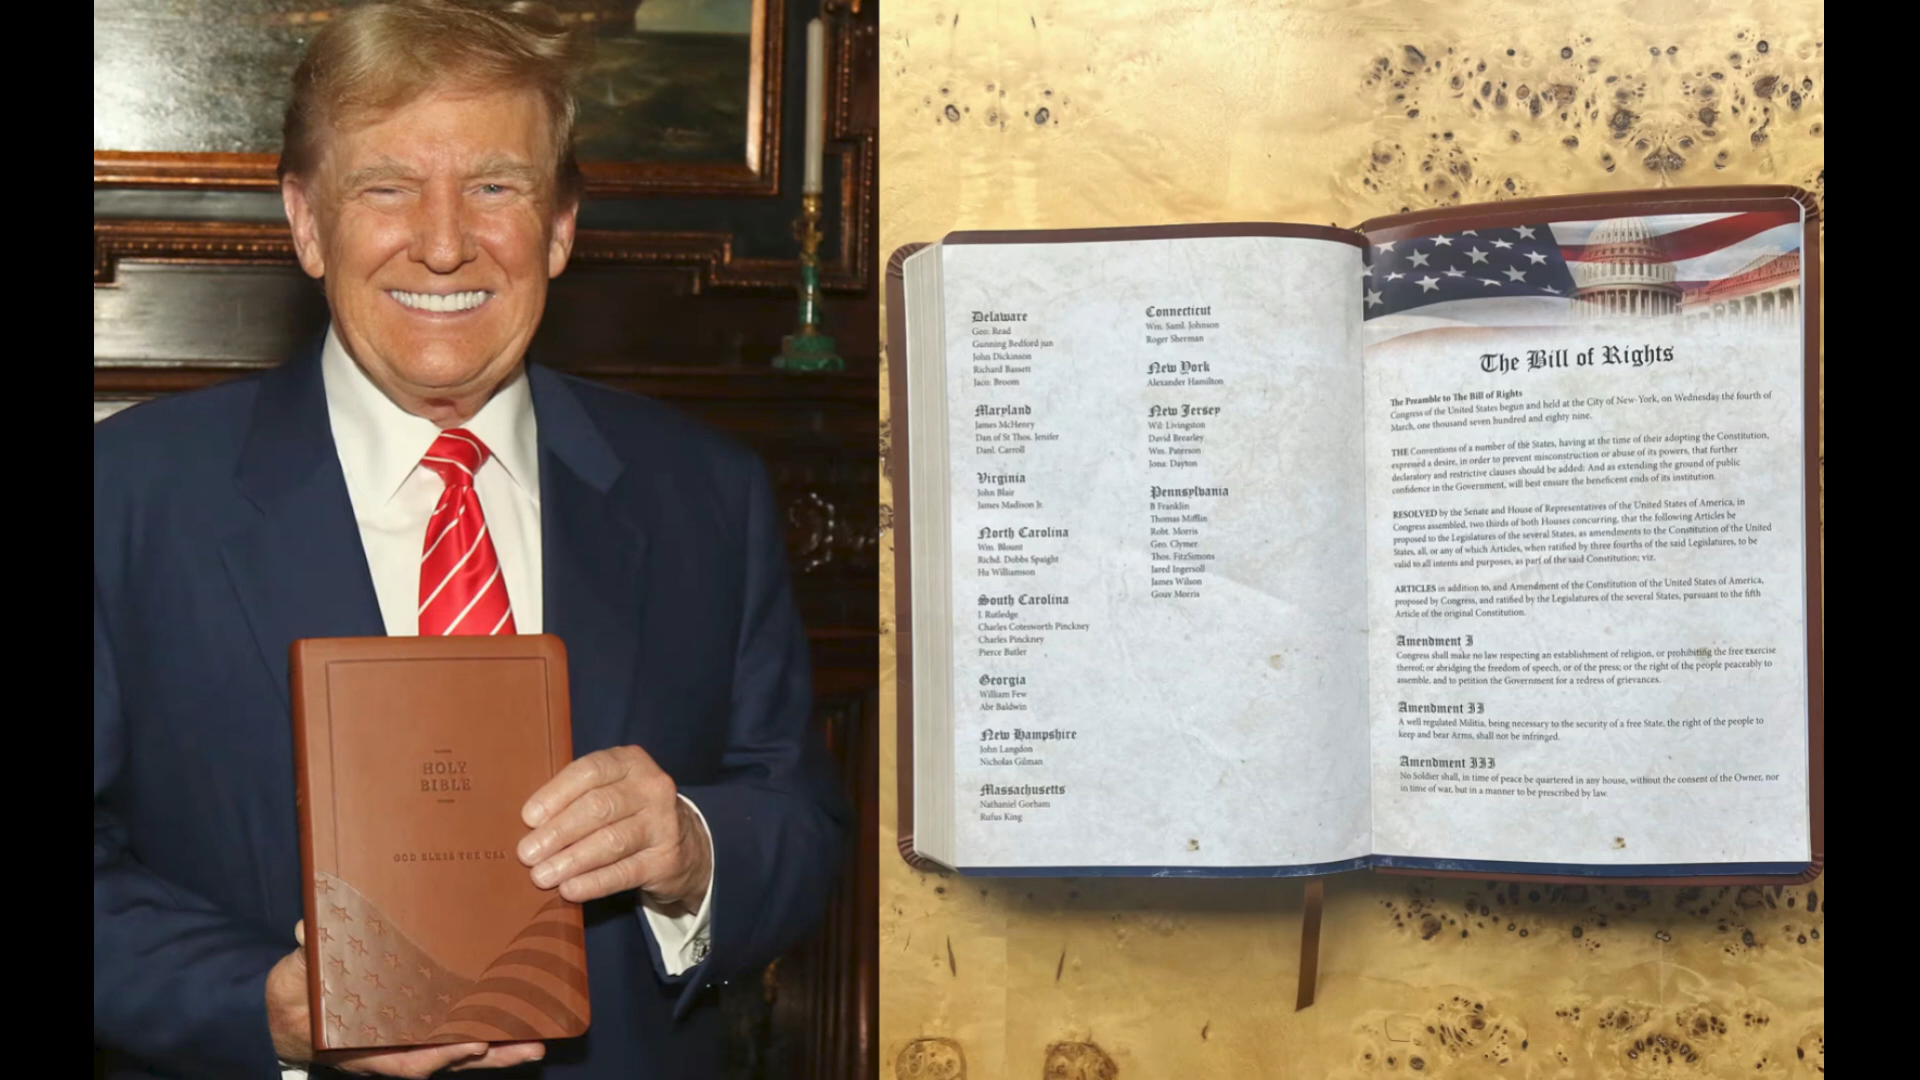 HOLY
BIBLE
GOD BLESS THE USA
Delaware
Geo: Read
Gunning Bedford jun
John Dickinson
Richard Bassett
Jaco: Broom
Maryland
James McHenry
Dan of St Thos. Jenifer
Danl. Carroll
Virginia
John Blair
James Madison Jr.
North Carolina
Wm. Blount
Richd. Dobbs Spaight
Hu Williamson
South Carolina
J. Rutledge
Charles Cotesworth Pinckney
Charles Pinckney
Pierce Butler
Georgia
William Few
Abr Baldwin
New Hampshire
John Langdon
Nicholas Gilman
Massachusetts
Nathaniel Gorham
Rufus King
Connecticut
Wm. Saml. Johnson
Roger Sherman
New York
Alexander Hamilton
New Jersey
Wil: Livingston
David Brearley
Wm. Paterson
Jona: Dayton
Pennsylvania
B Franklin
Thomas Mifflin
Robt. Morris
Geo. Clymer
Thos. FitzSimons
Jared Ingersoll
James Wilson
Gouv Morris
The Bill of Rights
The Preamble to The Bill of Rights
Congress of the United States begun and held at the City of New-York, on Wednesday the fourth of
March, one thousand seven hundred and eighty nine.
THE Conventions of a number of the States, having at the time of their adopting the Constitution,
expressed a desire, in order to prevent misconstruction or abuse of its powers, that further
declaratory and restrictive clauses should be added: And as extending the ground of public
confidence in the Government, will best ensure the beneficent ends of its institution.
RESOLVED by the Senate and House of Representatives of the United States of America, in
Congress assembled, two thirds of both Houses concurring, that the following Articles be
proposed to the Legislatures of the several States, as amendments to the Constitution of the United
States, all, or any of which Articles, when ratified by three fourths of the said Legislatures, to be
valid to all intents and purposes, as part of the said Constitution; viz.
ARTICLES in addition to, and Amendment of the Constitution of the United States of America,
proposed by Congress, and ratified by the Legislatures of the several States, pursuant to the fifth
Article of the original Constitution.
Amendment I
Congress shall make no law respecting an establishment of religion, or prohibiting the free exercise
thereof; or abridging the freedom of speech, or of the press; or the right of the people peaceably to
assemble, and to petition the Government for a redress of grievances.
Amendment II
A well regulated Militia, being necessary to the security of a free State, the right of the people to
keep and bear Arms, shall not be infringed.
Amendment III
No Soldier shall, in time of peace be quartered in any house, without the consent of the Owner, nor
in time of war, but in a manner to be prescribed by law.